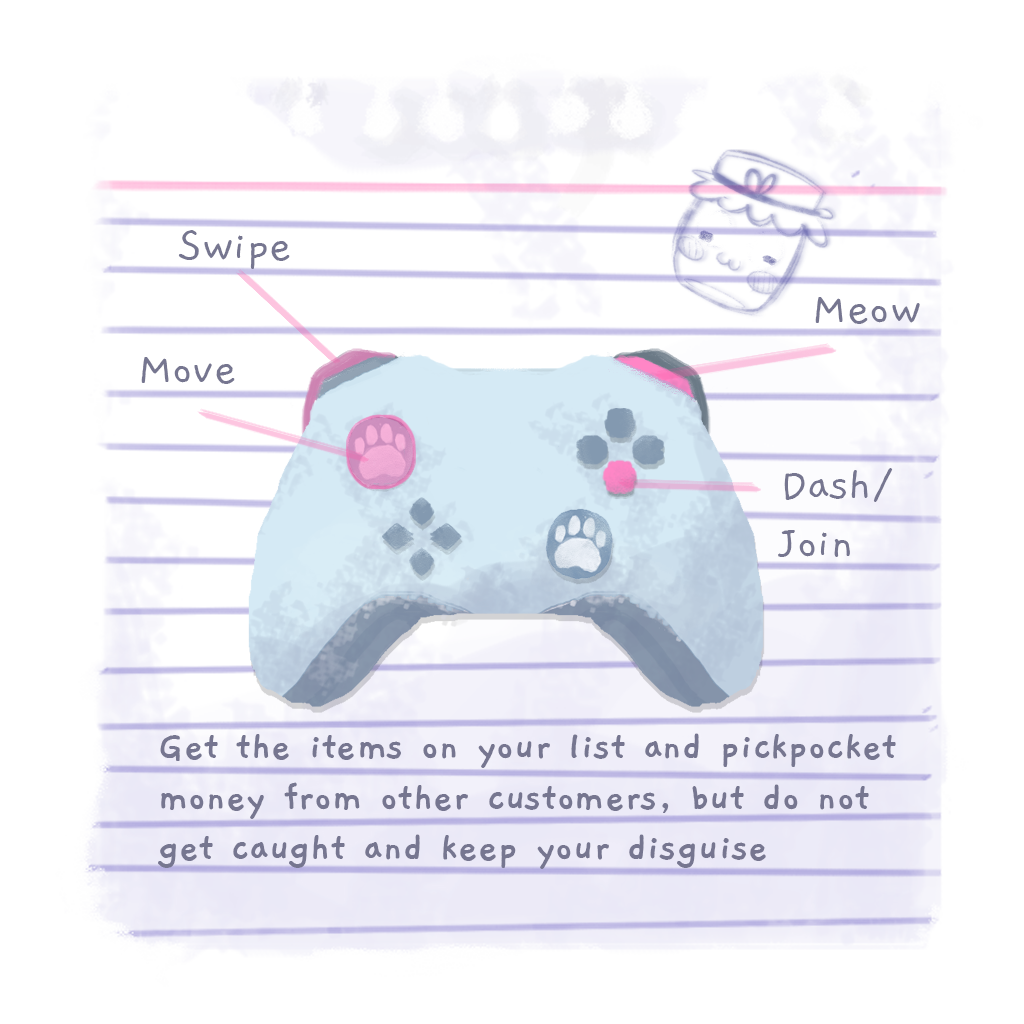 Swipe
Meow
Move
Dash/
Join
Get the items on your list and pickpocket
money from other customers, but do not
get caught and keep your disguise